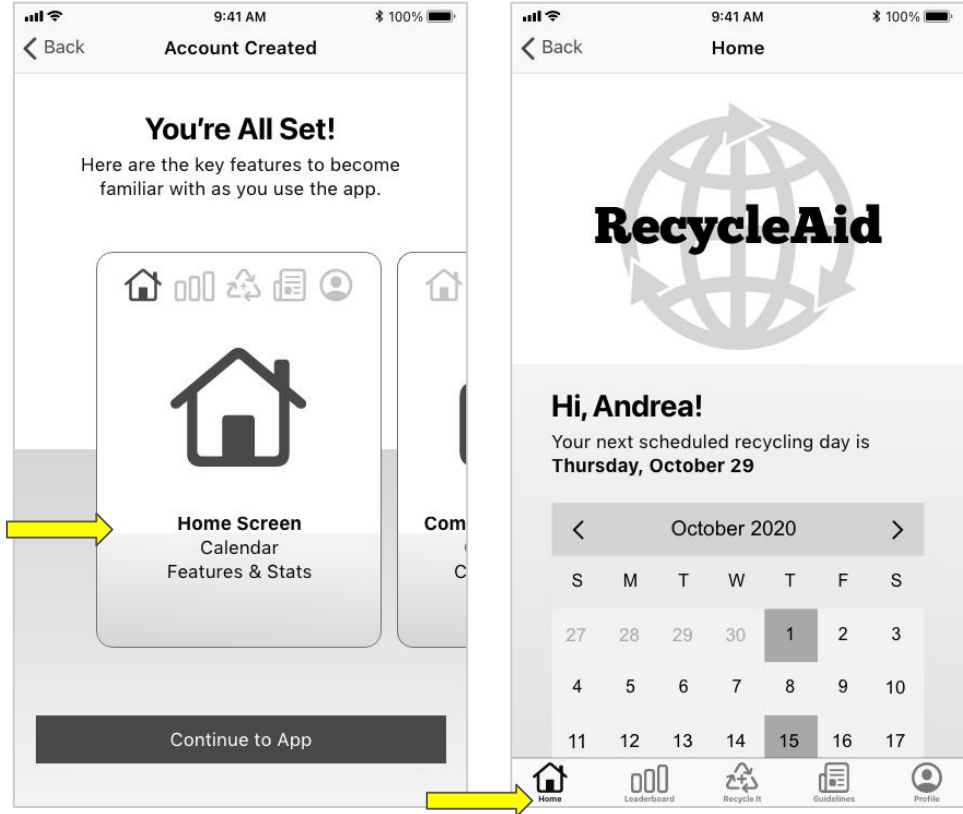 9:41 AM
100%
Back
Account Created
You're All Set!
Here are the key features to become
familiar with as you use the app.
Home Screen
Calendar
Features & Stats
Com
C
Continue to App
9:41 AM
100%
Back
Home
RecycleAid
Hi, Andrea!
Your next scheduled recycling day is
Thursday, October 29
October 2020
S M T W T F S
27 28 29 30 1 2 3
4 5 6 7 8 9 10
11 12 13 14 15 16 17
Home Leaderboard Recycle It Guidelines Profile